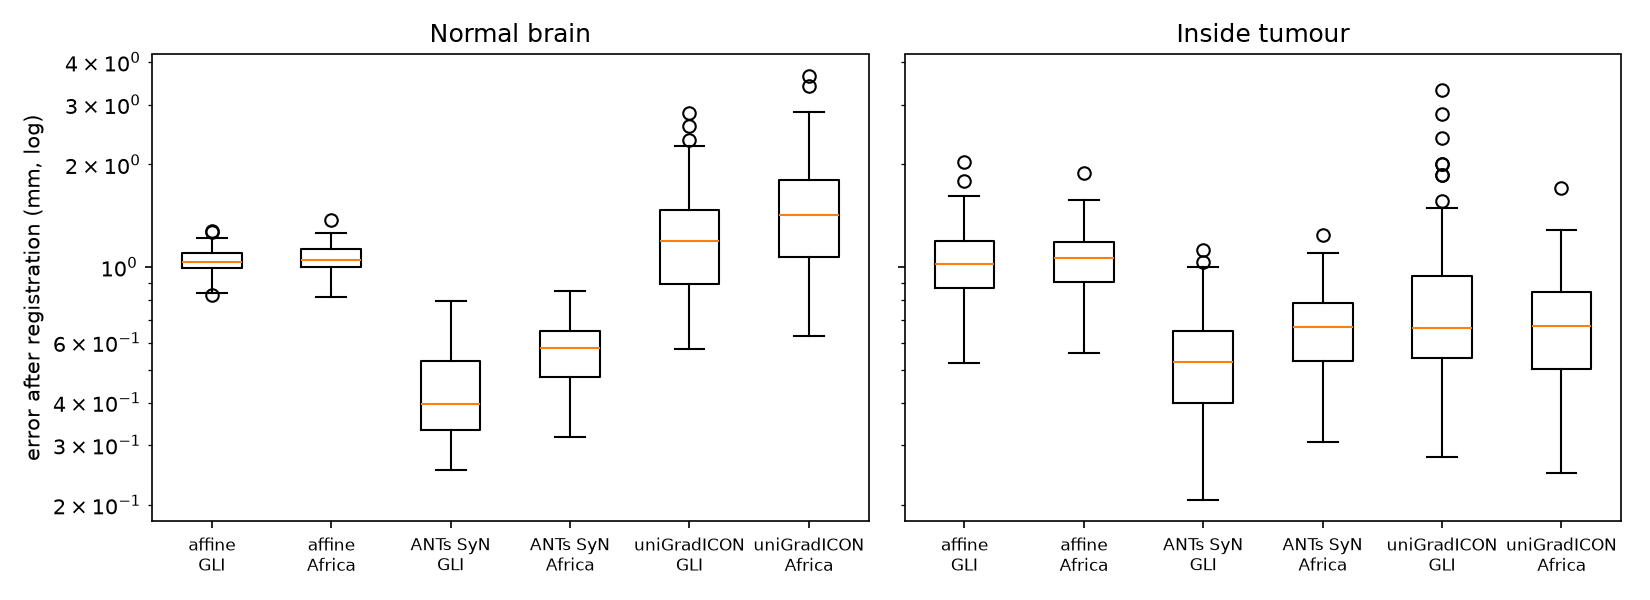 Normal brain
Inside tumour
error after registration (mm, log)
4 × 10⁰
3 × 10⁰
2 × 10⁰
10⁰
6 × 10⁻¹
4 × 10⁻¹
3 × 10⁻¹
2 × 10⁻¹
affine
GLI
affine
Africa
ANTs SyN
GLI
ANTs SyN
Africa
uniGradICON
GLI
uniGradICON
Africa
affine
GLI
affine
Africa
ANTs SyN
GLI
ANTs SyN
Africa
uniGradICON
GLI
uniGradICON
Africa